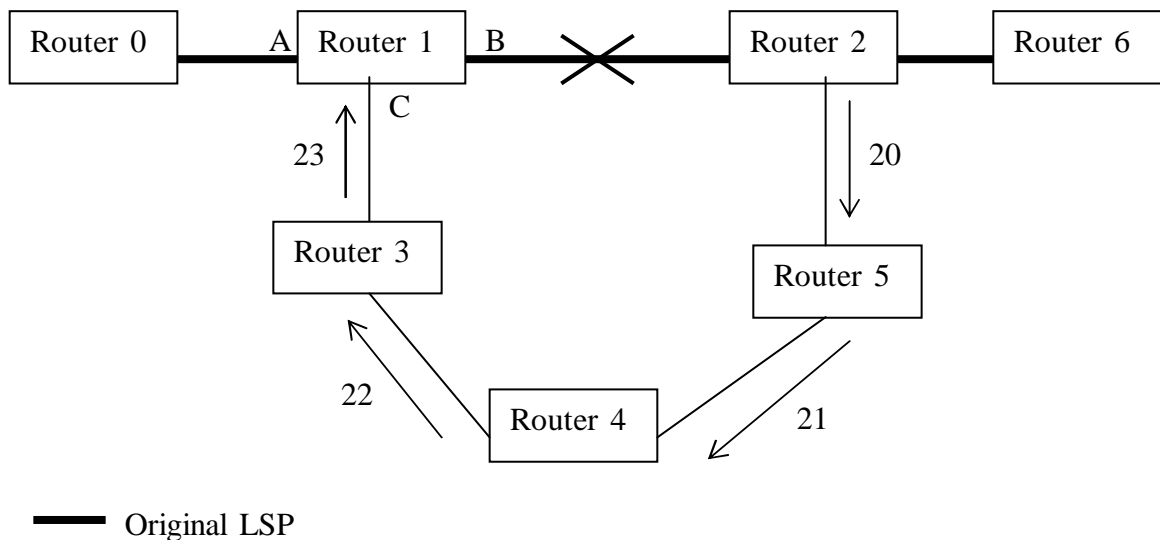 Router 0
A
Router 1
B
Router 2
Router 6
C
23
20
Router 3
Router 5
22
Router 4
21
Original LSP